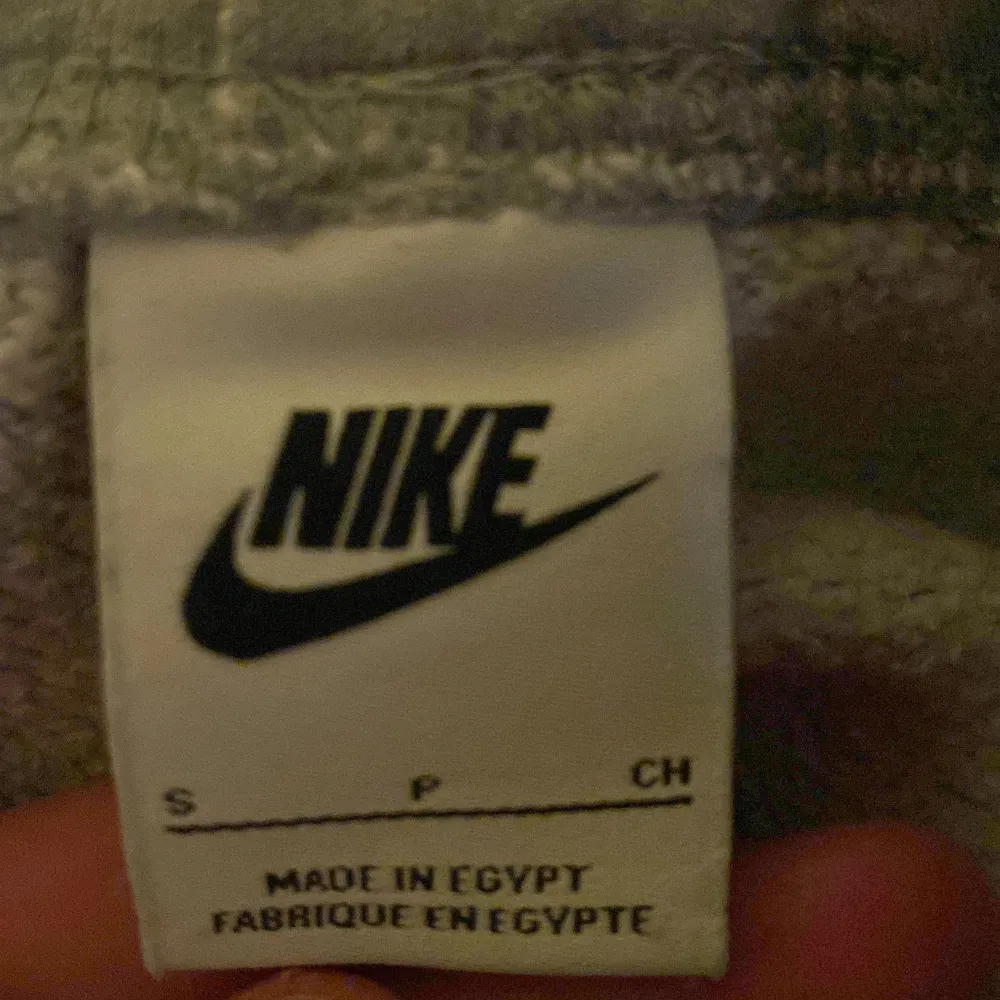 NIKE
S P CH
MADE IN EGYPT
FABRIQUE EN EGYPTE